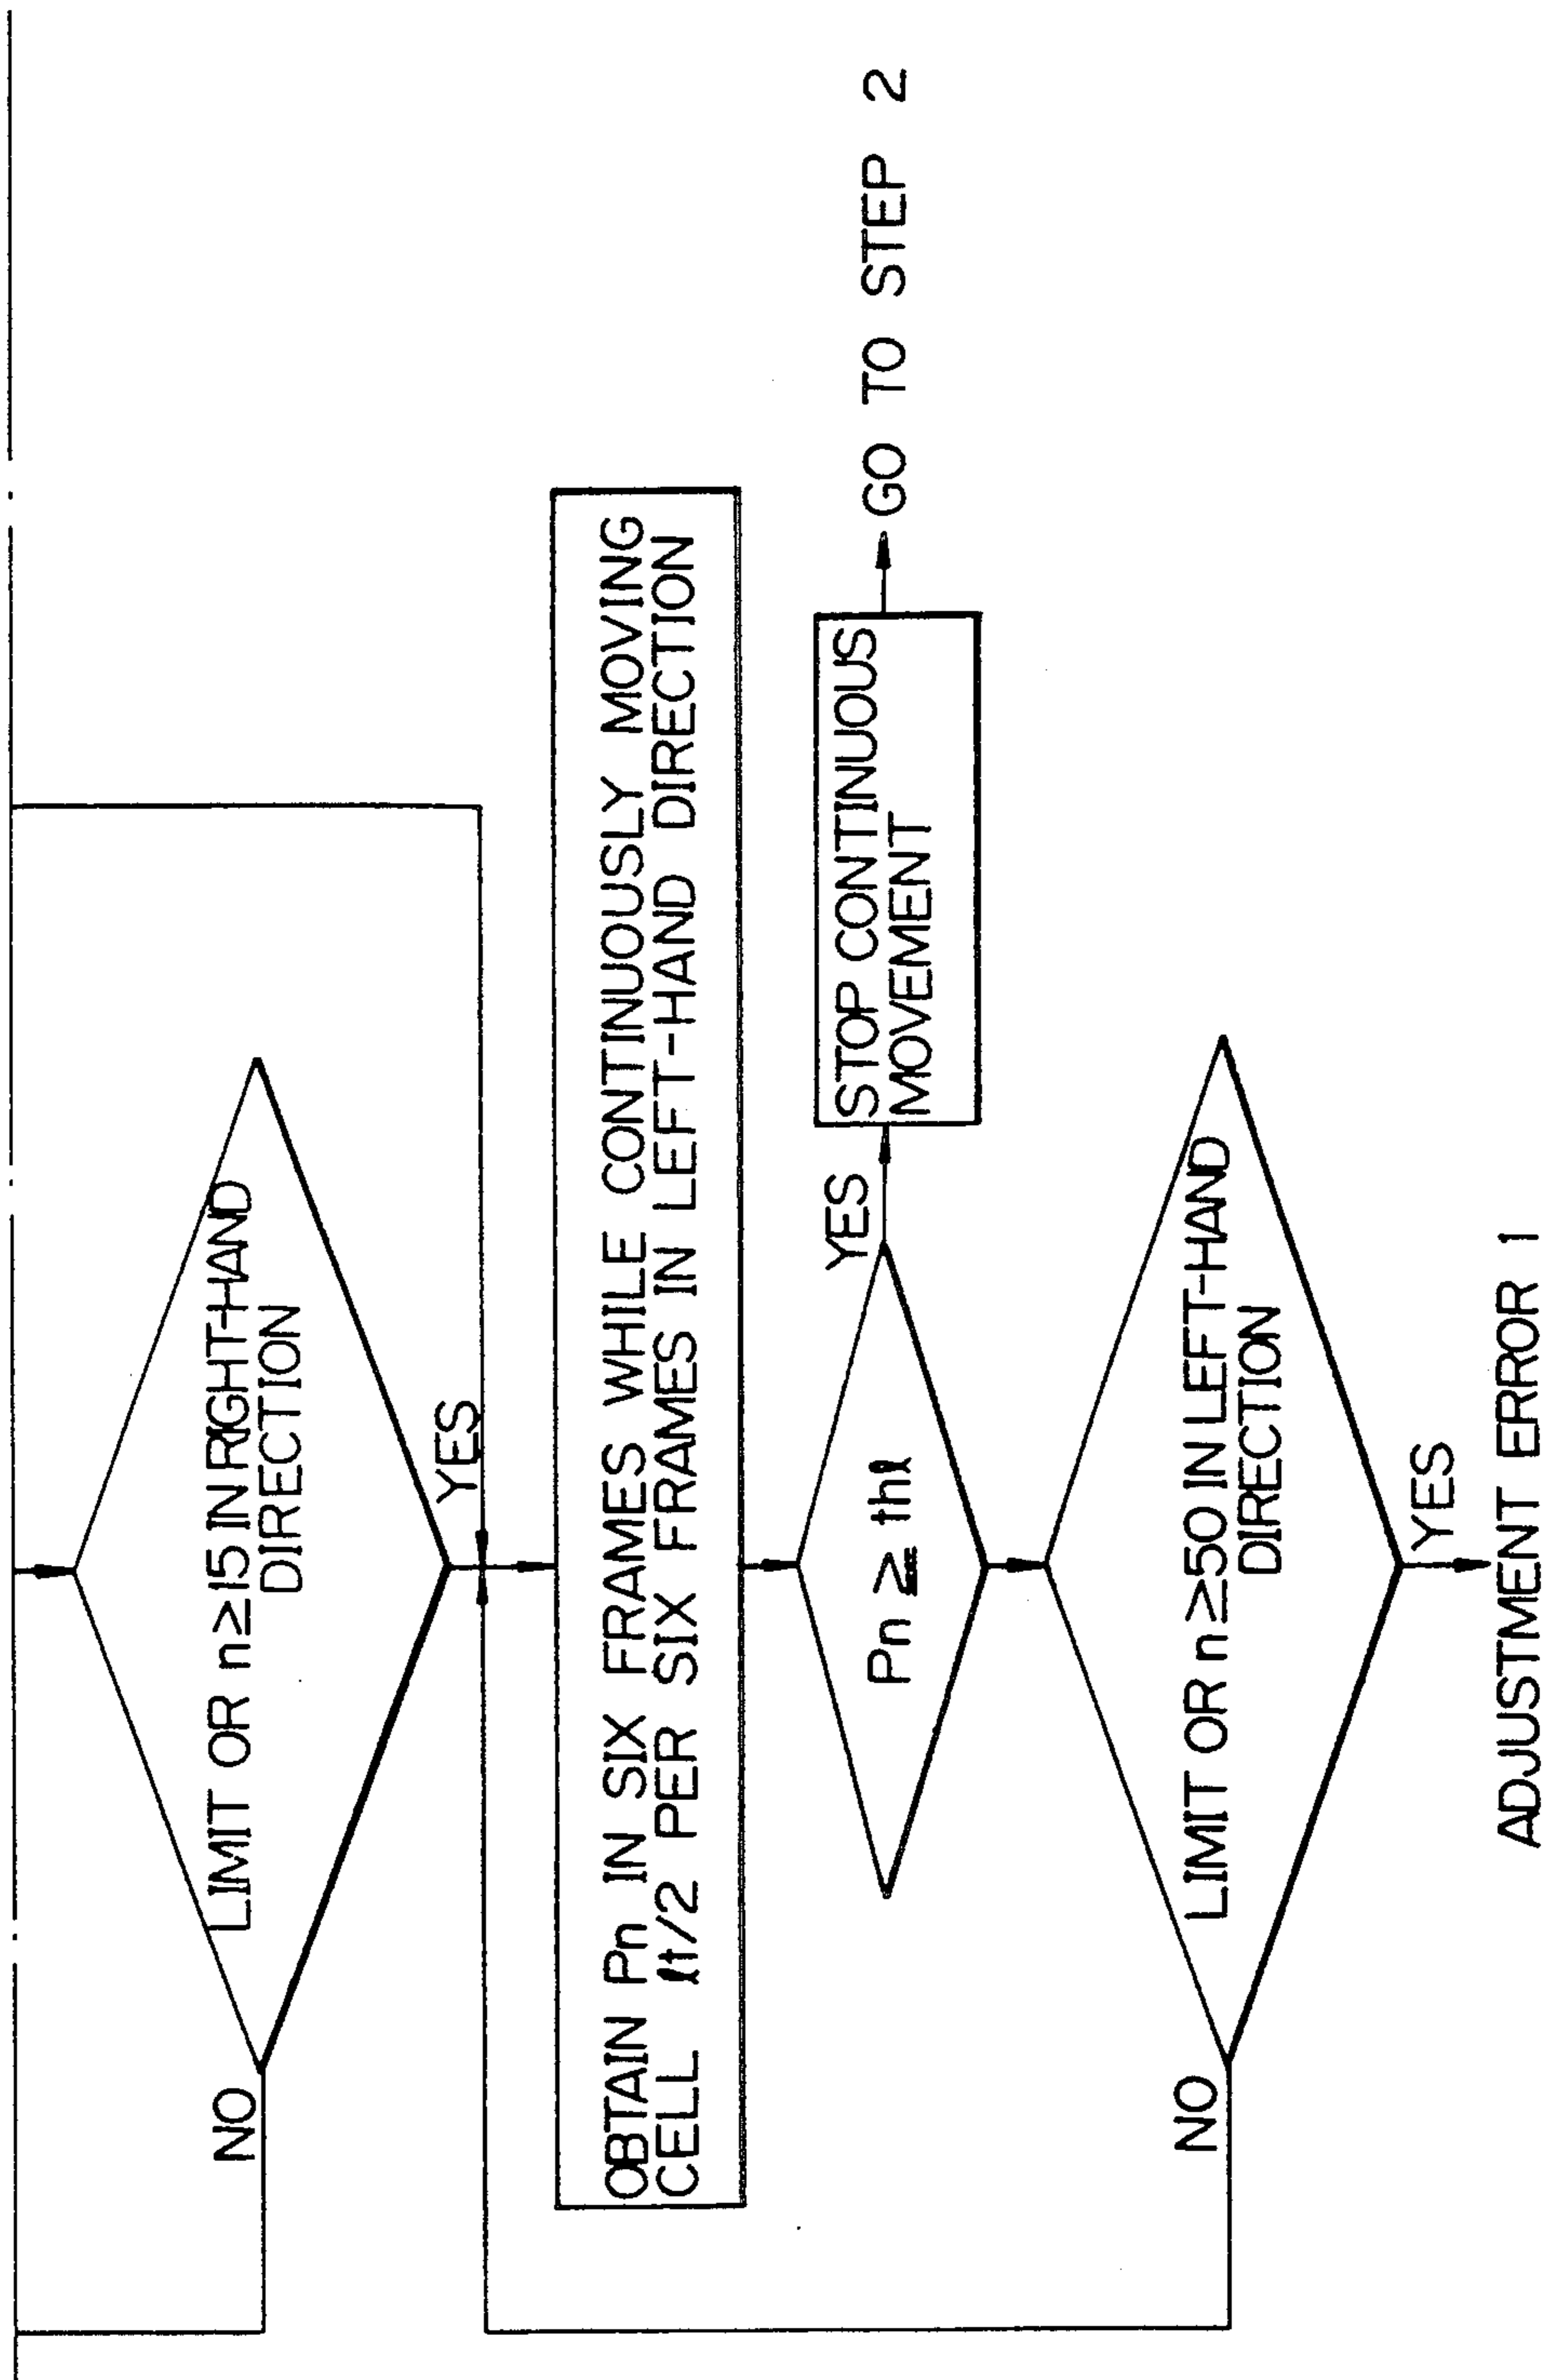 LIMIT OR n≥15 IN RIGHT-HAND
DIRECTION
NO
YES
OBTAIN Pn IN SIX FRAMES WHILE CONTINUOUSLY MOVING
CELL ℓt/2 PER SIX FRAMES IN LEFT-HAND DIRECTION
Pn ≥ thℓ
YES
STOP CONTINUOUS
MOVEMENT
GO TO STEP 2
LIMIT OR n≥50 IN LEFT-HAND
DIRECTION
NO
YES
ADJUSTMENT ERROR 1